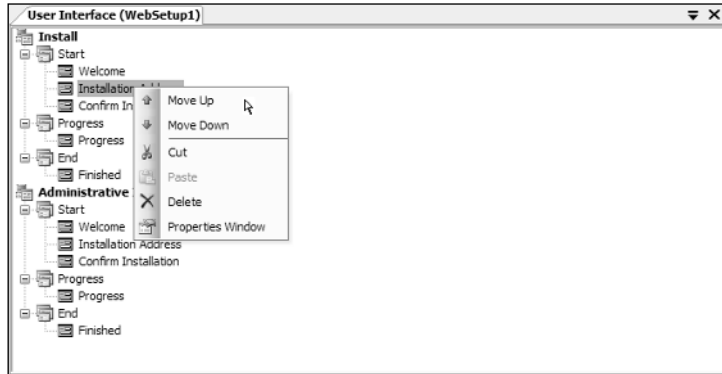 User Interface (WebSetup1)
Install
Start
Welcome
Installation
Confirm In
Progress
Progress
End
Finished
Administrative
Start
Welcome
Installation Address
Confirm Installation
Progress
Progress
End
Finished
Move Up
Move Down
Cut
Paste
Delete
Properties Window